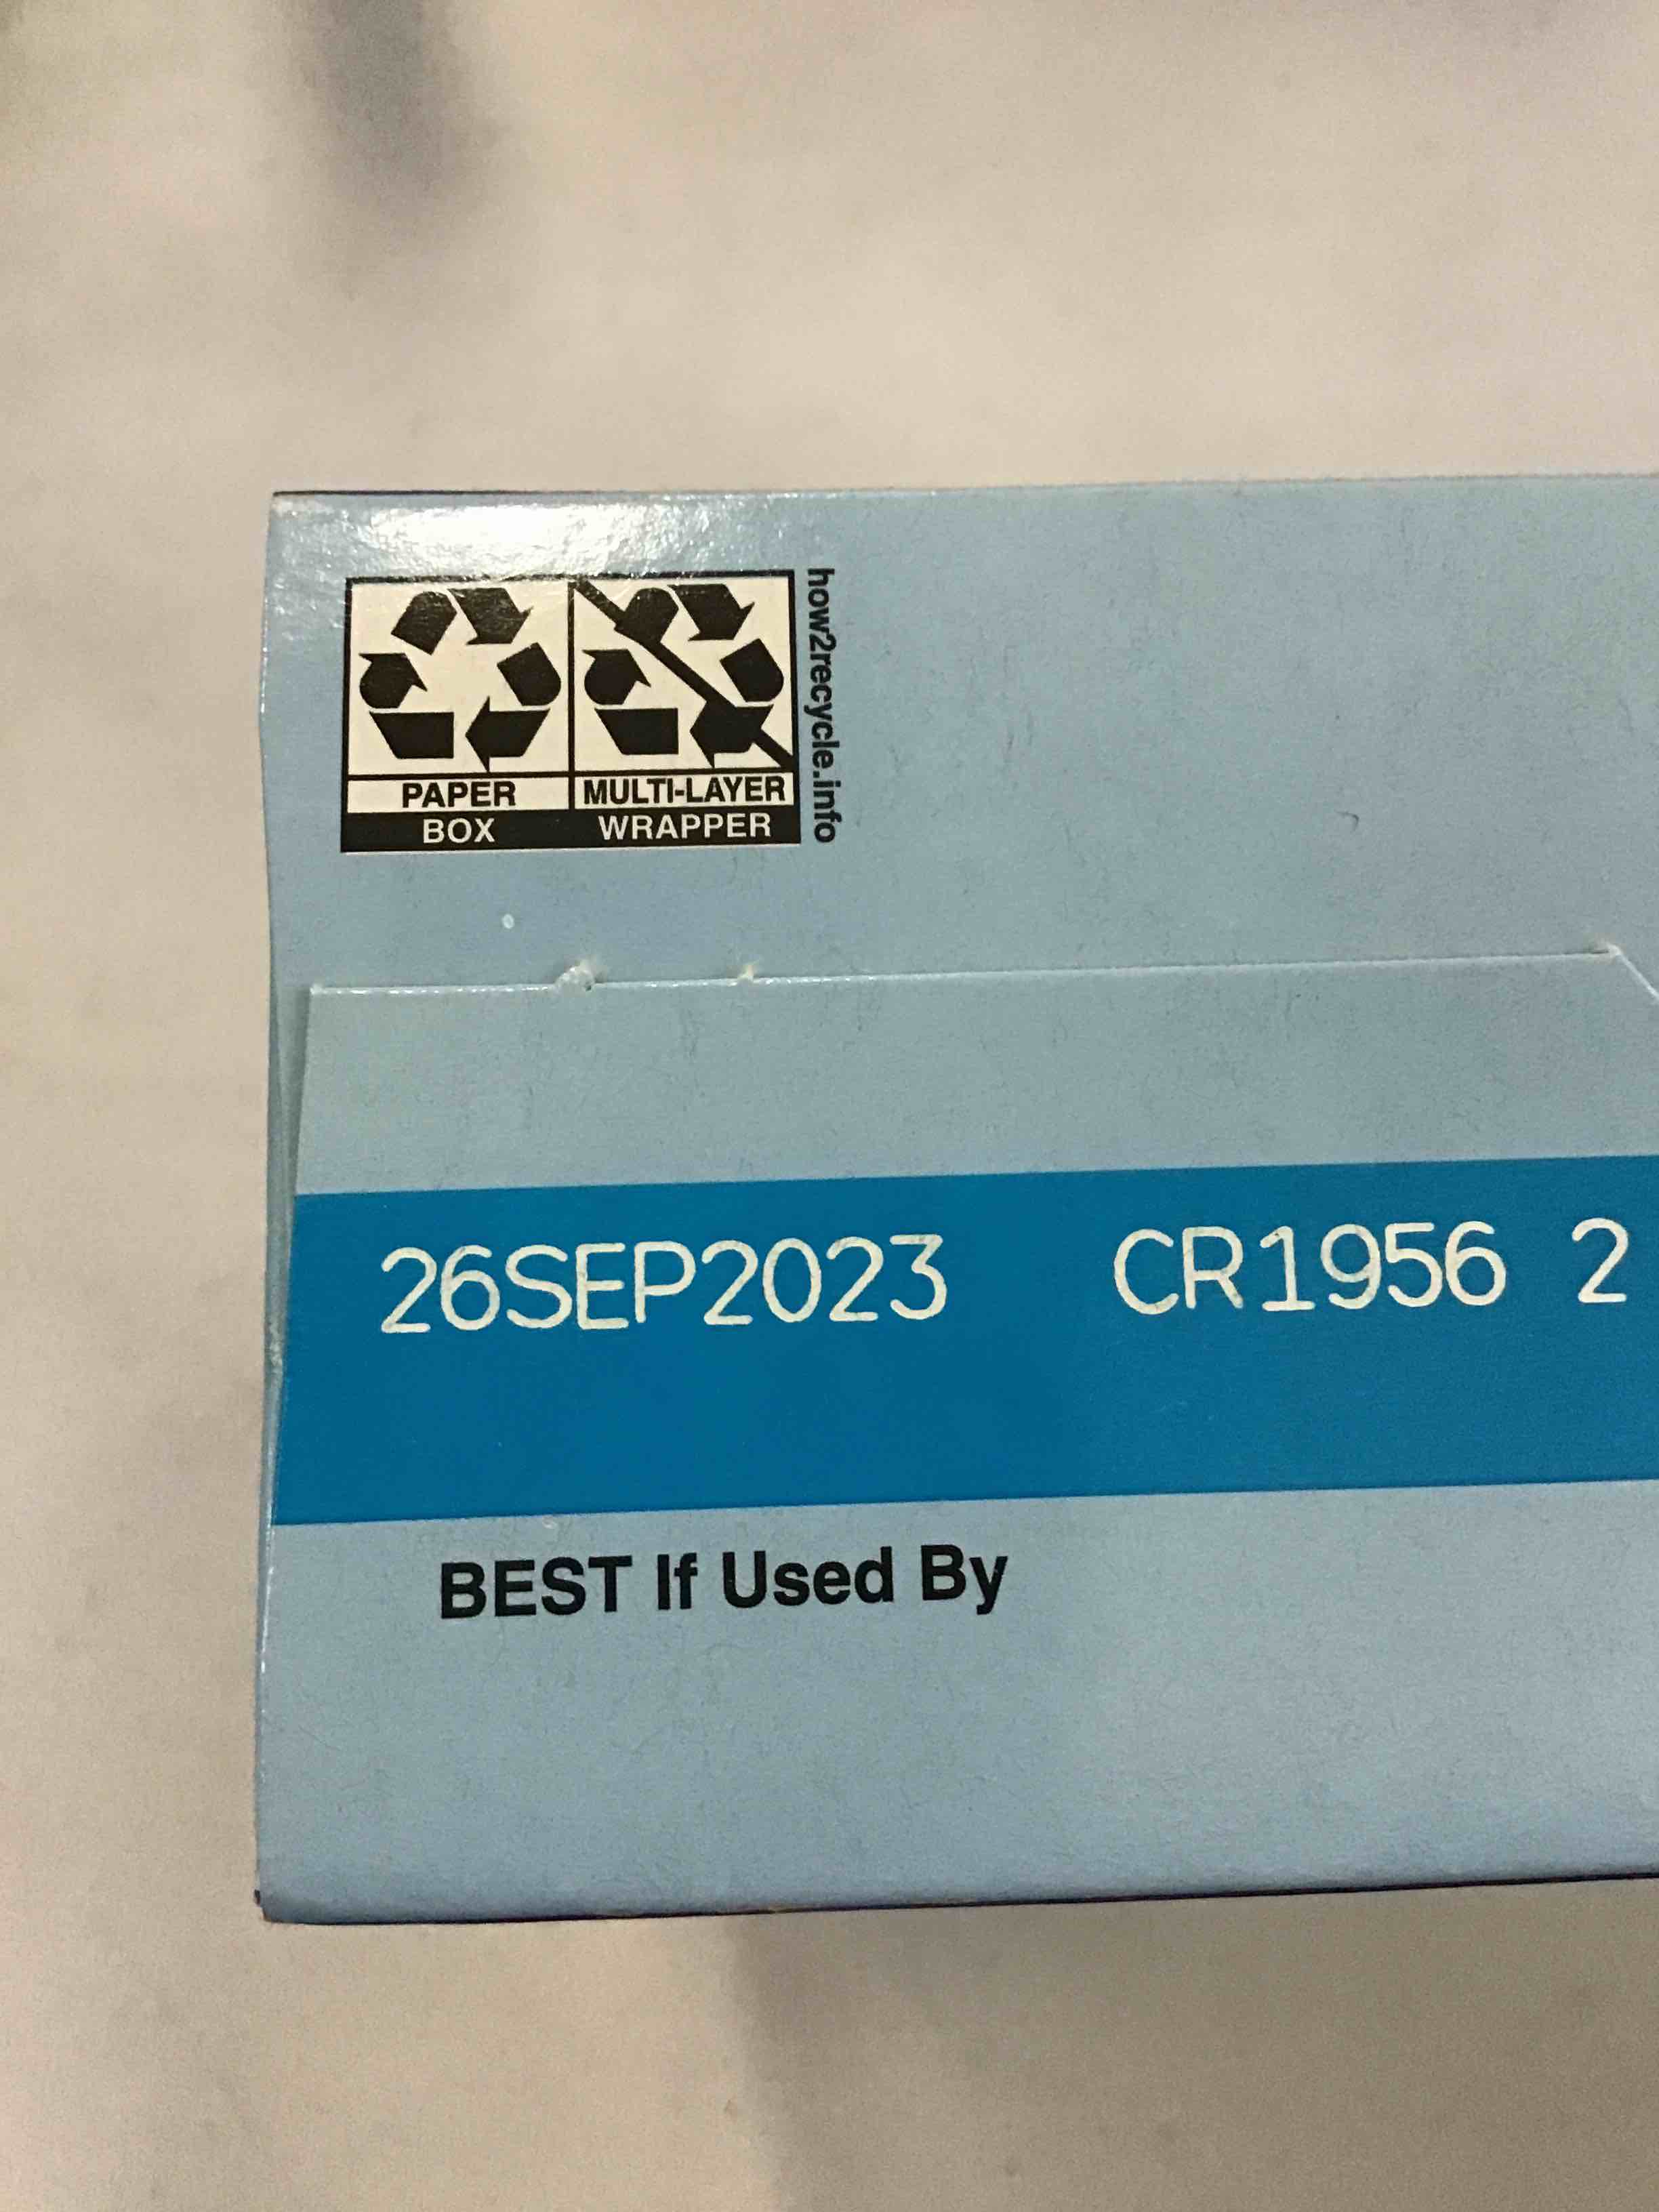 PAPER
BOX
MULTI-LAYER
WRAPPER
how2recycle.info
26SEP2023 CR1956 2
BEST If Used By